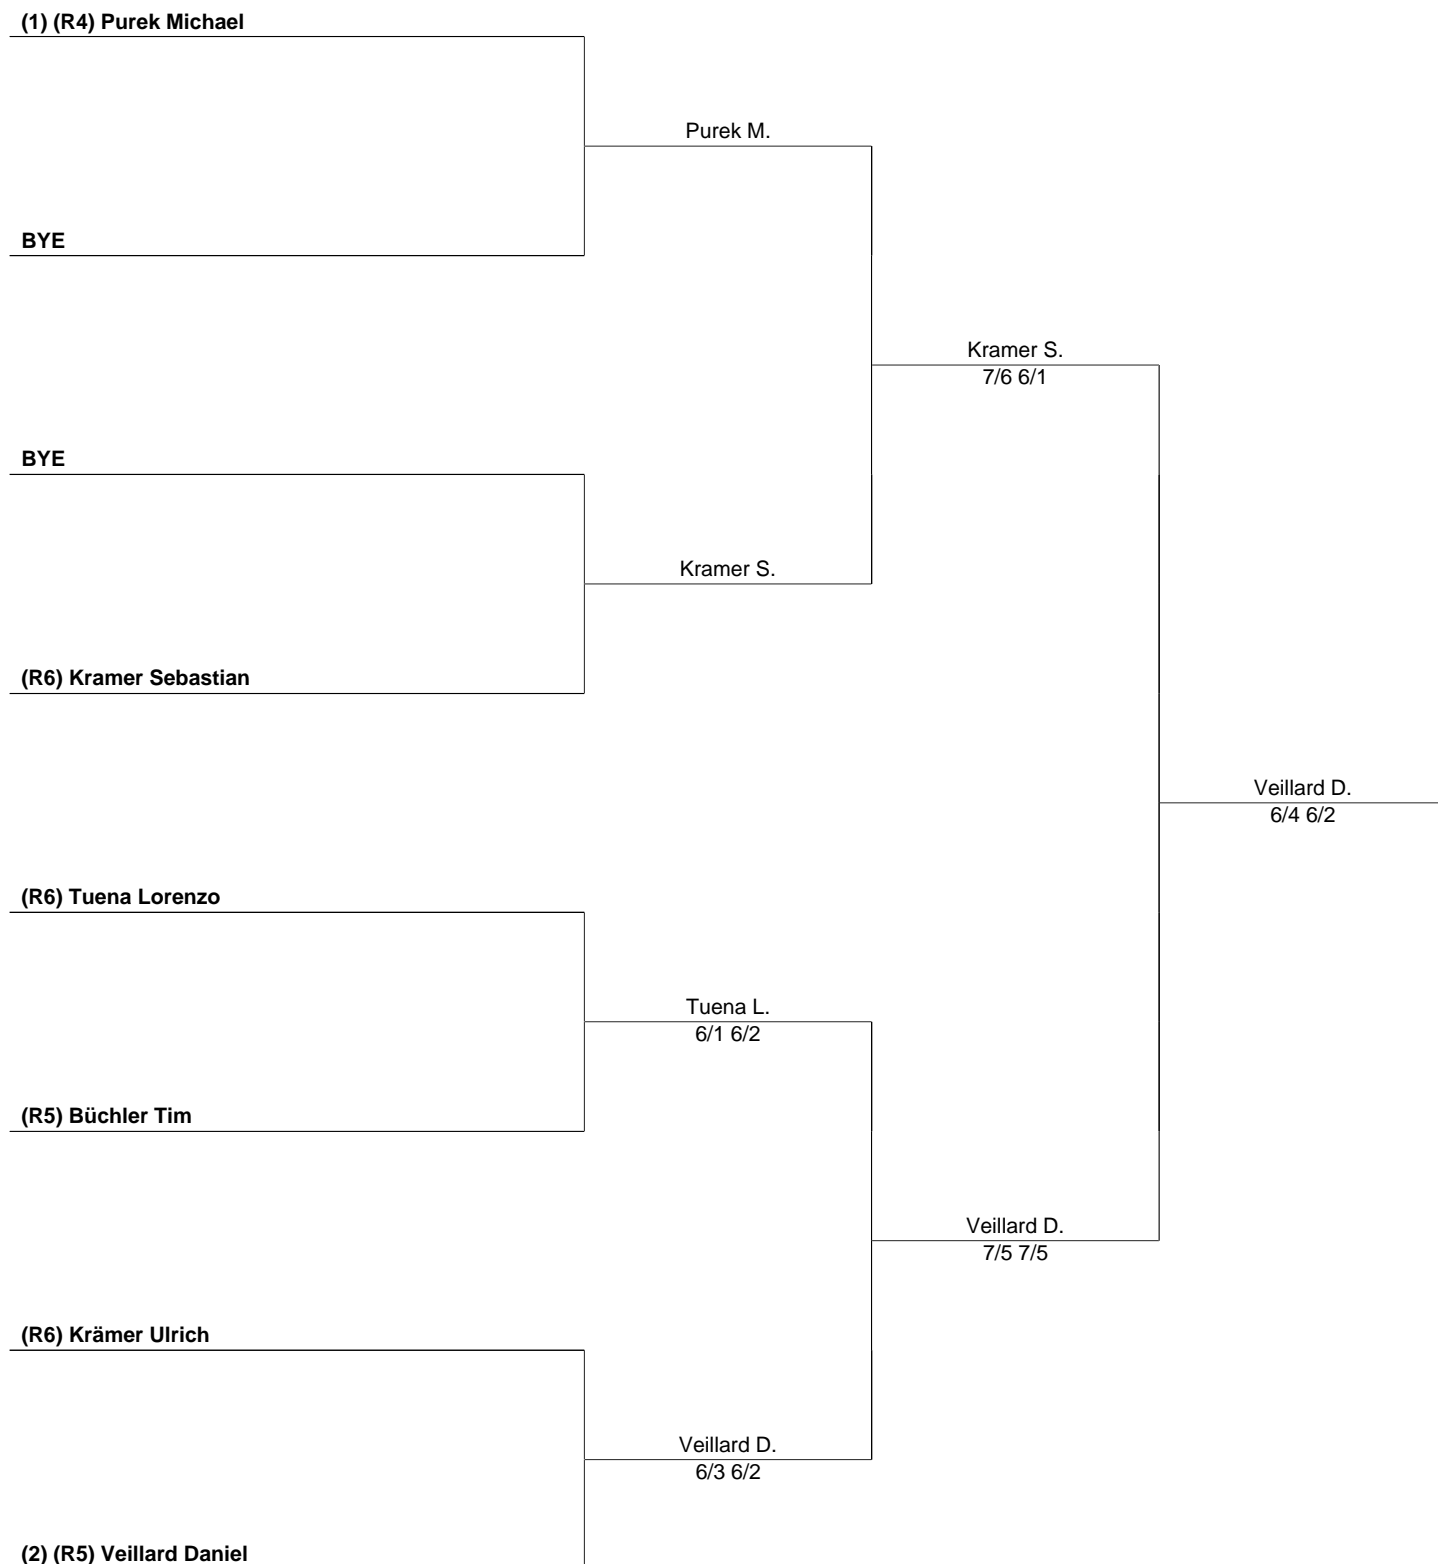 (1) (R4) Purek Michael
Purek M.
BYE
Kramer S.
7/6 6/1
BYE
Kramer S.
(R6) Kramer Sebastian
Veillard D.
6/4 6/2
(R6) Tuena Lorenzo
Tuena L.
6/1 6/2
(R5) Büchler Tim
Veillard D.
7/5 7/5
(R6) Krämer Ulrich
Veillard D.
6/3 6/2
(2) (R5) Veillard Daniel